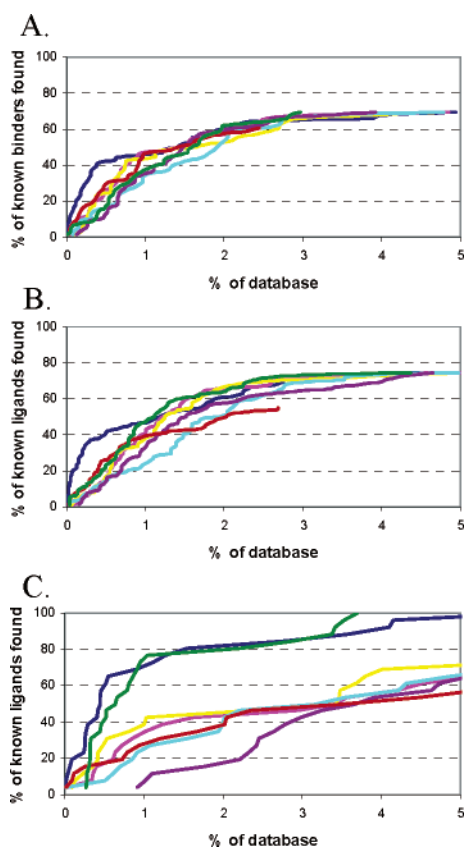 A.
100
80
60
40
20
0
% of known binders found
0 1 2 3 4 5
% of database
B.
100
80
60
40
20
0
% of known ligands found
0 1 2 3 4 5
% of database
C.
100
80
60
40
20
0
% of known ligands found
0 1 2 3 4 5
% of database